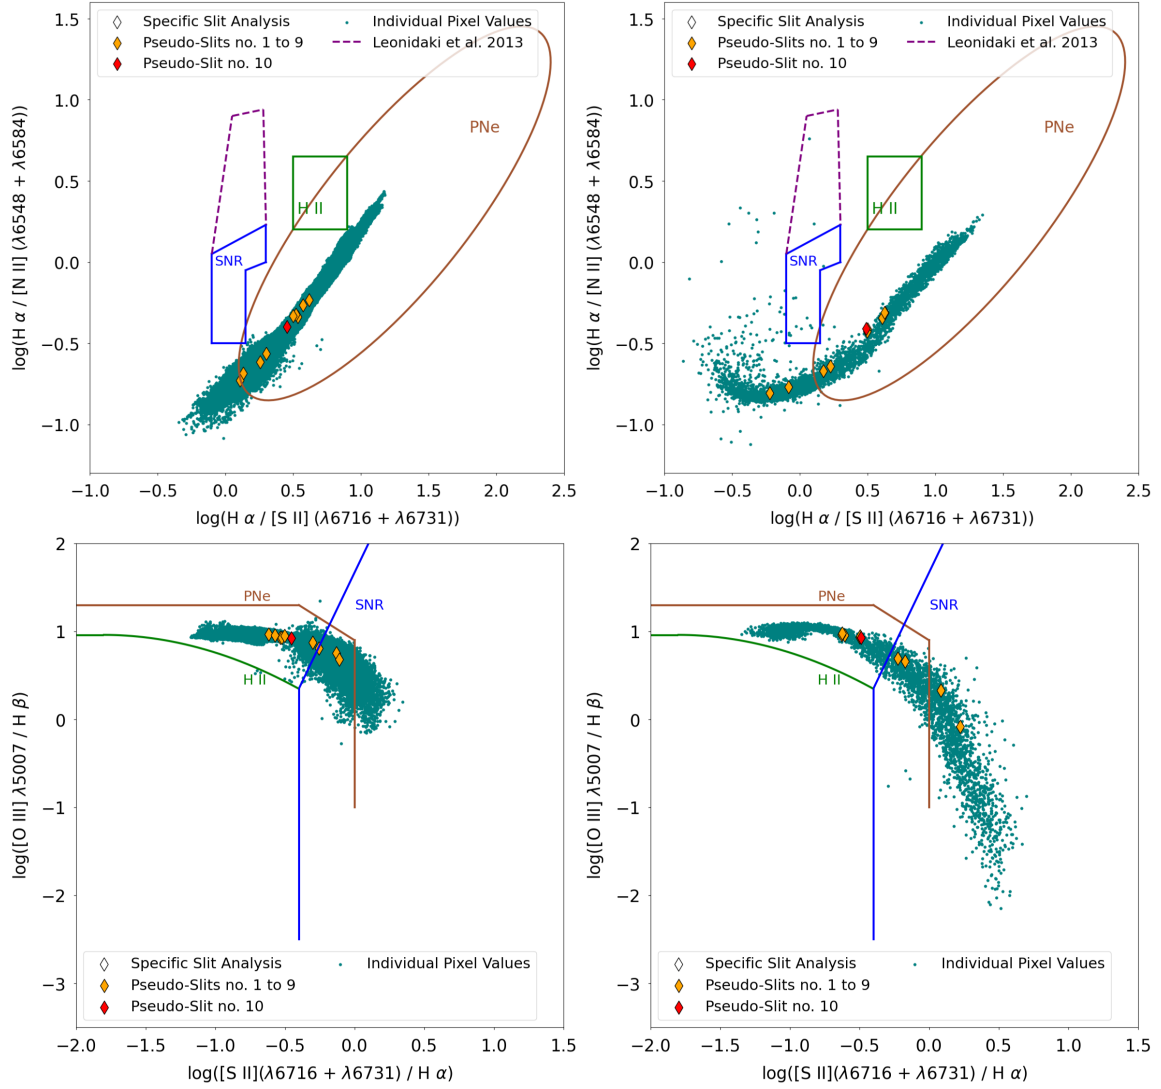 Specific Slit Analysis
Pseudo-Slits no. 1 to 9
Pseudo-Slit no. 10
Individual Pixel Values
Leonidaki et al. 2013
PNe
H II
SNR
1.5
1.0
0.5
0.0
−0.5
−1.0
−1.0 −0.5 0.0 0.5 1.0 1.5 2.0 2.5
log(H α / [N II] (λ6548 + λ6584))
log(H α / [S II] (λ6716 + λ6731))
Specific Slit Analysis
Pseudo-Slits no. 1 to 9
Pseudo-Slit no. 10
Individual Pixel Values
Leonidaki et al. 2013
PNe
H II
SNR
1.5
1.0
0.5
0.0
−0.5
−1.0
−1.0 −0.5 0.0 0.5 1.0 1.5 2.0 2.5
log(H α / [N II] (λ6548 + λ6584))
log(H α / [S II] (λ6716 + λ6731))
PNe
SNR
H II
2
1
0
−1
−2
−3
Specific Slit Analysis
Pseudo-Slits no. 1 to 9
Pseudo-Slit no. 10
Individual Pixel Values
−2.0 −1.5 −1.0 −0.5 0.0 0.5 1.0 1.5
log([O III] λ5007 / H β)
log([S II](λ6716 + λ6731) / H α)
PNe
SNR
H II
2
1
0
−1
−2
−3
Specific Slit Analysis
Pseudo-Slits no. 1 to 9
Pseudo-Slit no. 10
Individual Pixel Values
−2.0 −1.5 −1.0 −0.5 0.0 0.5 1.0 1.5
log([O III] λ5007 / H β)
log([S II](λ6716 + λ6731) / H α)